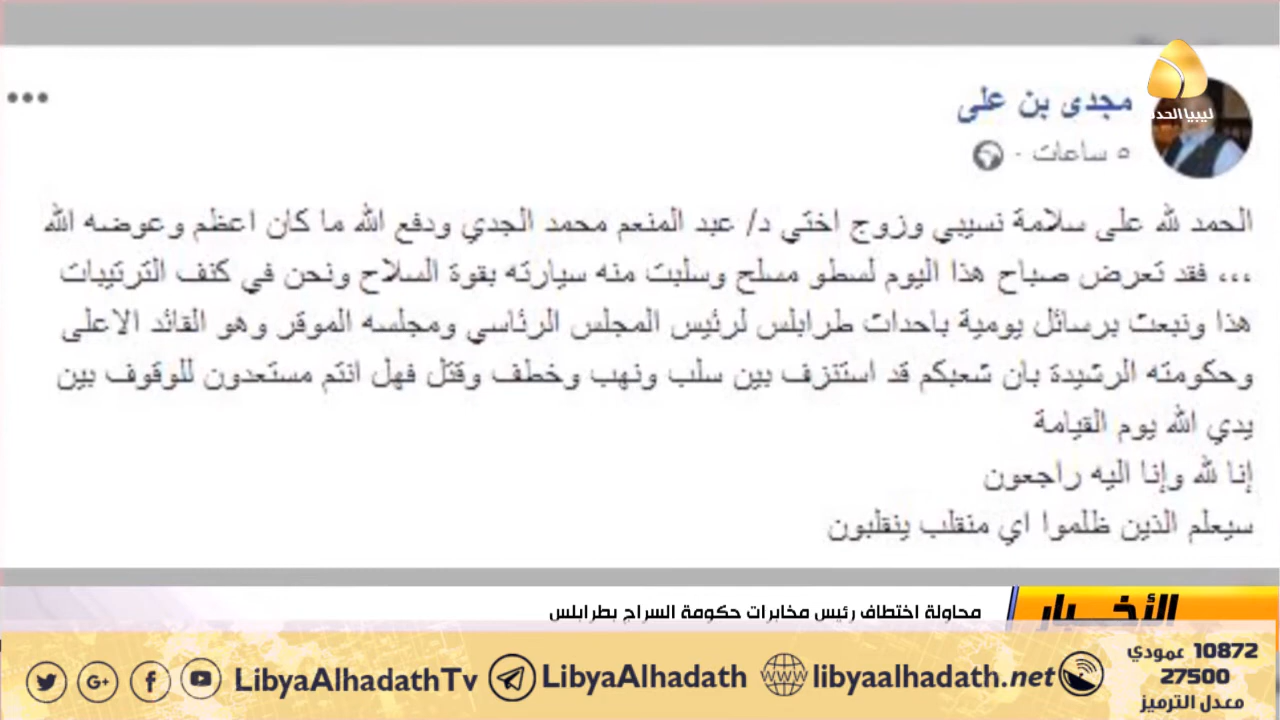 ليبيا الحدث
مجدى بن على
٥ ساعات ·
الحمد لله على سلامة نسيبي وزوج اختي د/ عبد المنعم محمد الجدي ودفع الله ما كان اعظم وعوضه الله
،،، فقد تعرض صباح هذا اليوم لسطو مسلح وسلبت منه سيارته بقوة السلاح ونحن في كنف الترتيبات
هذا ونبعت برسائل يومية باحدات طرابلس لرئيس المجلس الرئاسي ومجلسه الموقر وهو القائد الاعلى
وحكومته الرشيدة بان شعبكم قد استنزف بين سلب ونهب وخطف وقتل فهل انتم مستعدون للوقوف بين
يدي الله يوم القيامة
إنا لله وإنا اليه راجعون
سيعلم الذين ظلموا اي منقلب ينقلبون
الأخبار
محاولة اختطاف رئيس مخابرات حكومة السراج بطرابلس
10872 عمودي
27500
معدل الترميز
LibyaAlhadathTv
LibyaAlhadath
libyaalhadath.net